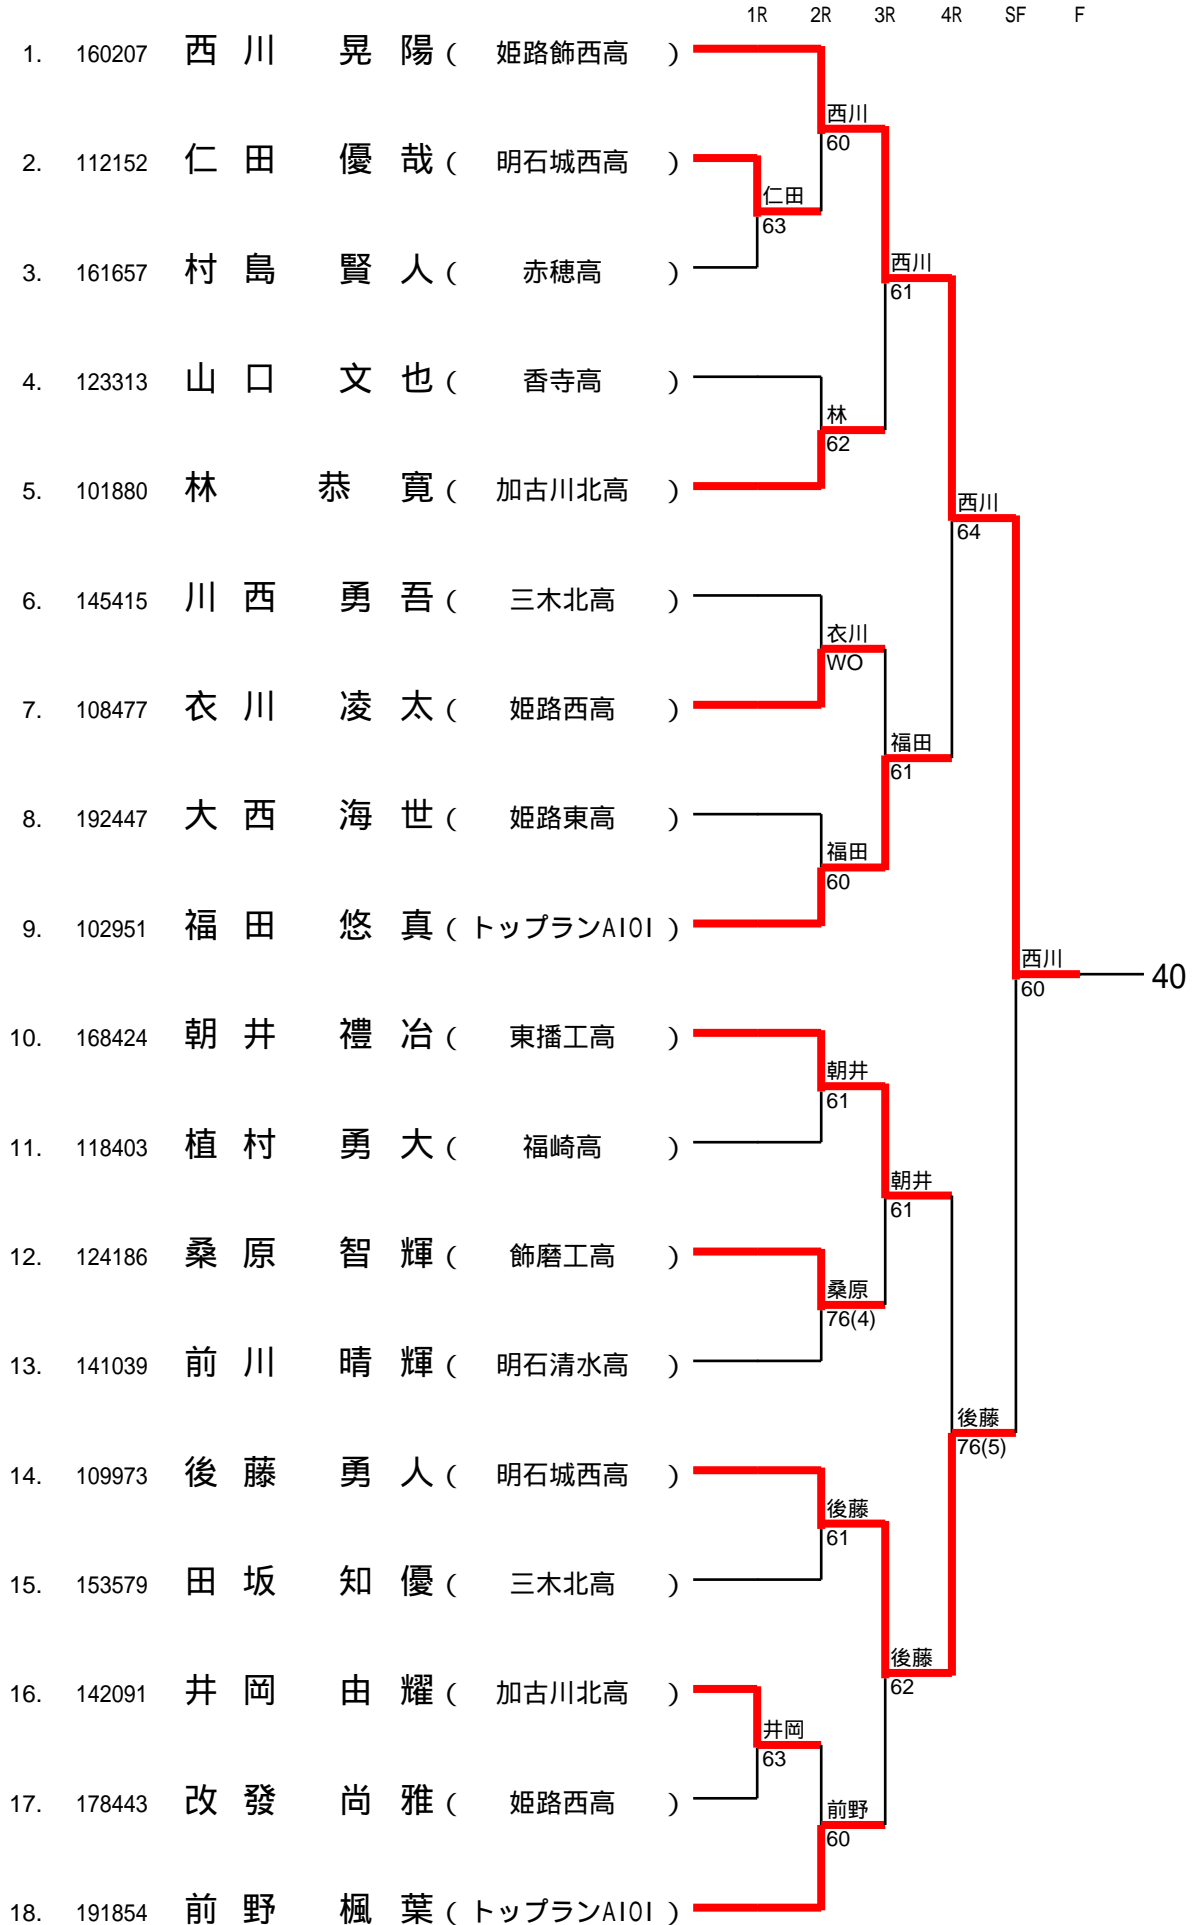 1R 2R 3R 4R SF F
1. 160207 西川 晃陽 ( 姫路飾西高 )
西川
60
2. 112152 仁田 優哉 ( 明石城西高 )
仁田
63
3. 161657 村島 賢人 ( 赤穂高 )
西川
61
4. 123313 山口 文也 ( 香寺高 )
林
62
5. 101880 林 恭寛 ( 加古川北高 )
西川
64
6. 145415 川西 勇吾 ( 三木北高 )
衣川
WO
7. 108477 衣川 凌太 ( 姫路西高 )
福田
61
8. 192447 大西 海世 ( 姫路東高 )
福田
60
9. 102951 福田 悠真 ( トップランAIOI )
西川
60
40
10. 168424 朝井 禮冶 ( 東播工高 )
朝井
61
11. 118403 植村 勇大 ( 福崎高 )
朝井
61
12. 124186 桑原 智輝 ( 飾磨工高 )
桑原
76(4)
13. 141039 前川 晴輝 ( 明石清水高 )
後藤
76(5)
14. 109973 後藤 勇人 ( 明石城西高 )
後藤
61
15. 153579 田坂 知優 ( 三木北高 )
後藤
62
16. 142091 井岡 由耀 ( 加古川北高 )
井岡
63
17. 178443 改發 尚雅 ( 姫路西高 )
前野
60
18. 191854 前野 楓葉 ( トップランAIOI )